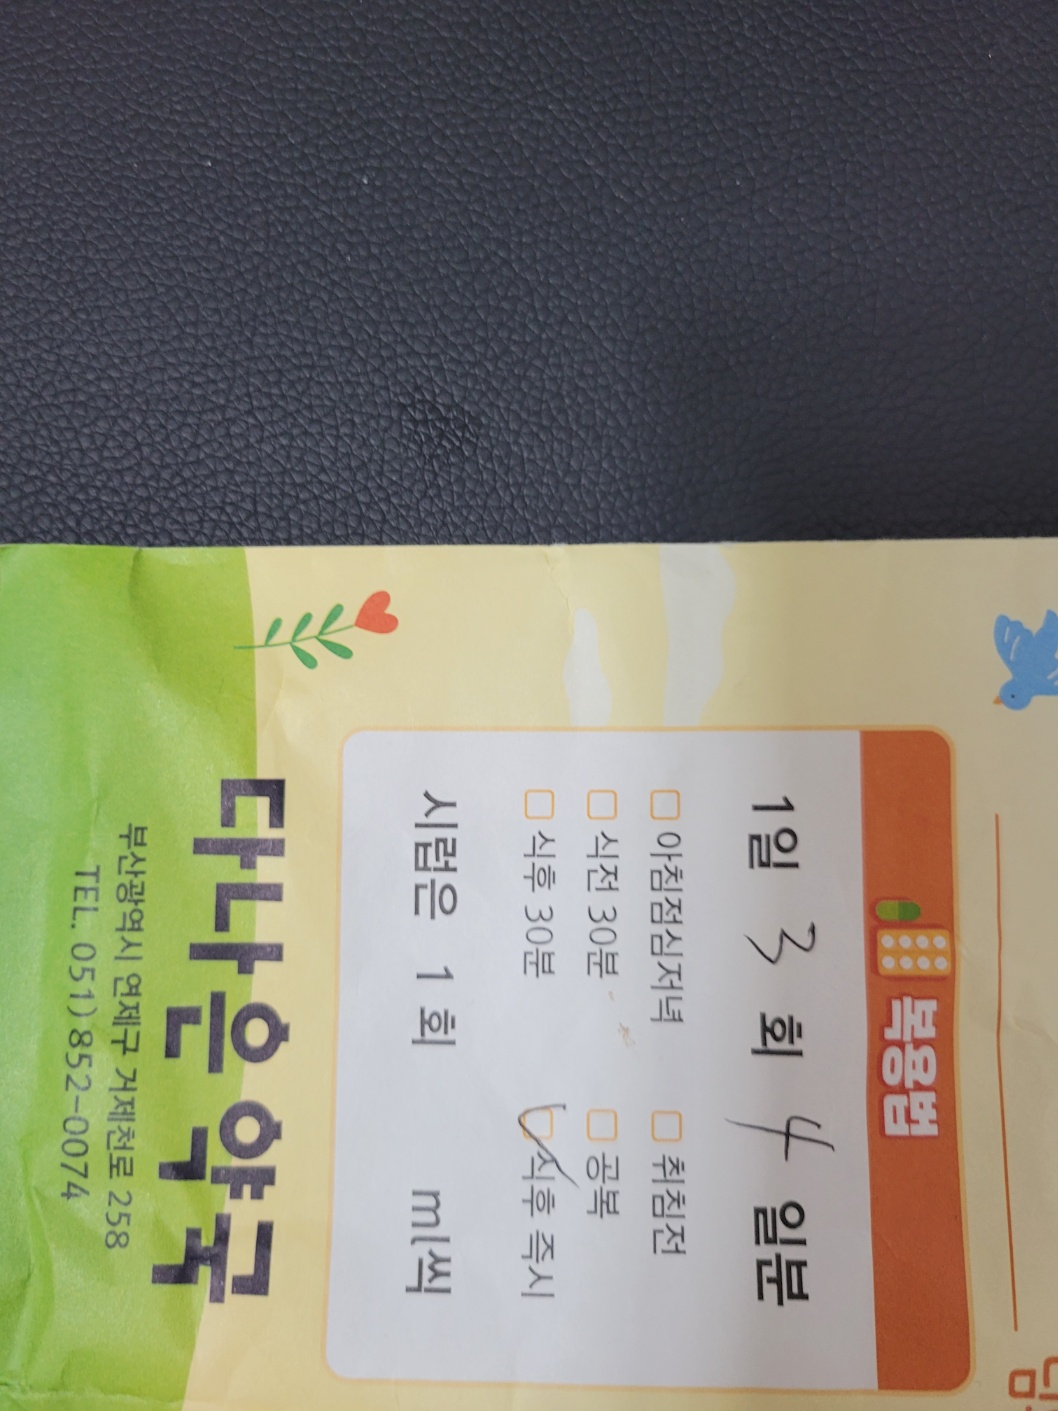 복용법
1일 3 회 4 일분
아침점심저녁 취침전
식전 30분 공복
식후 30분 식후 즉시
시럽은 1 회 ml씩
다나은약국
부산광역시 연제구 거제천로 258
TEL. 051) 852-0074